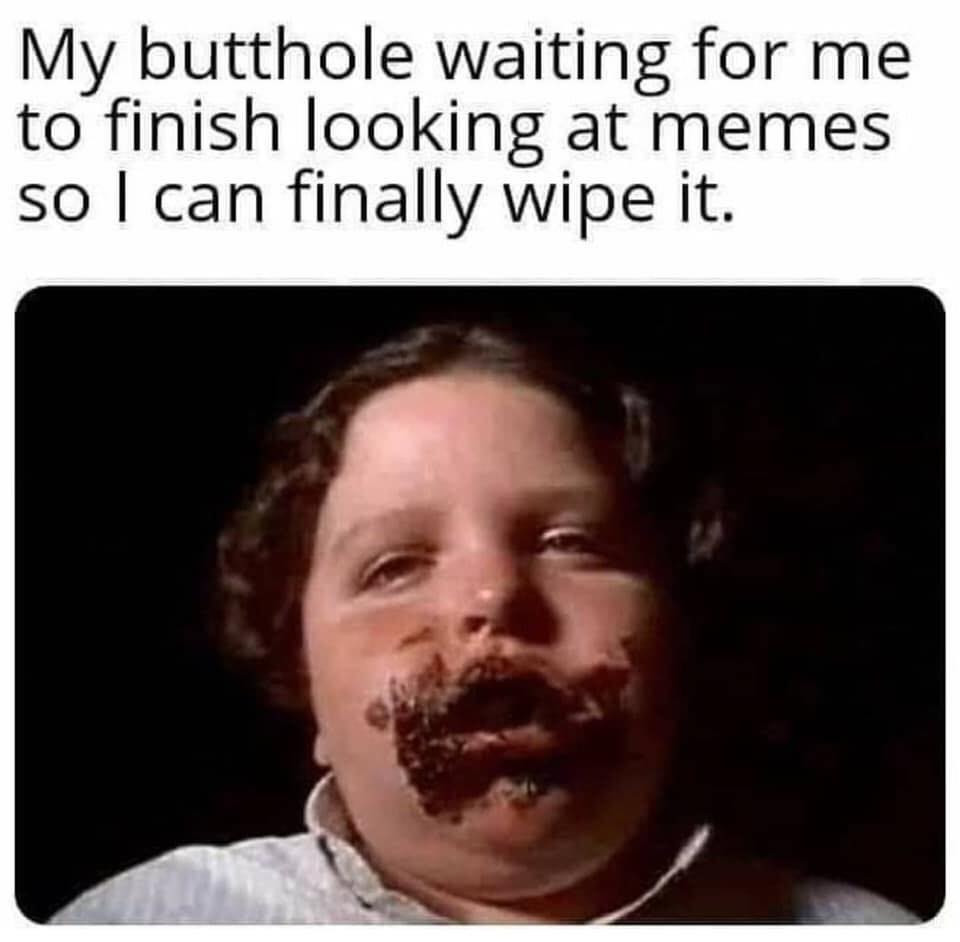 My butthole waiting for me
to finish looking at memes
so I can finally wipe it.